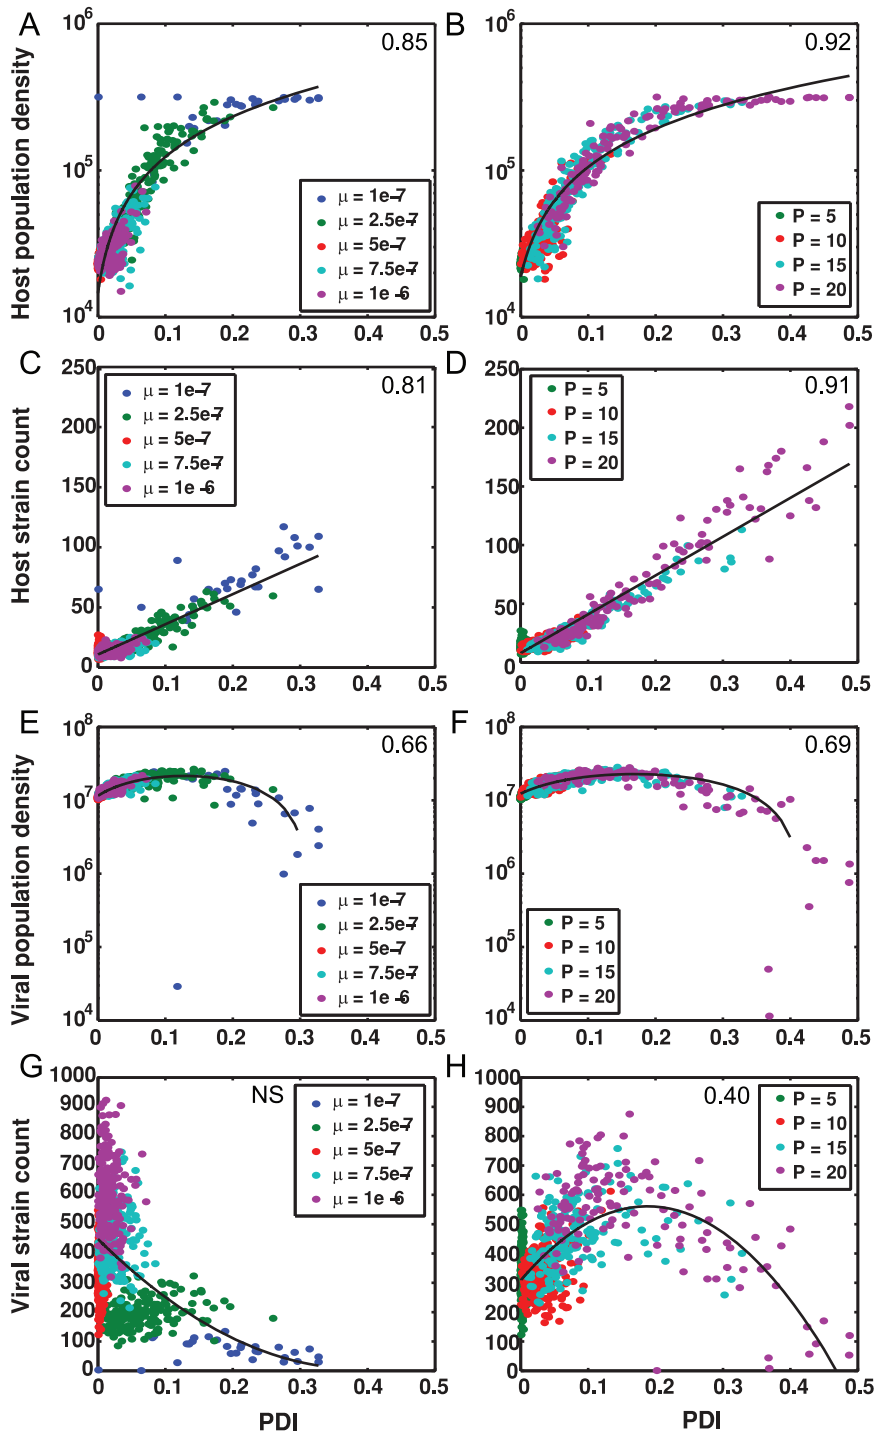 A
0.85
Host population density
10^6
10^5
10^4
μ = 1e-7
μ = 2.5e-7
μ = 5e-7
μ = 7.5e-7
μ = 1e-6
0 0.1 0.2 0.3 0.4 0.5
B
0.92
10^6
10^5
10^4
P = 5
P = 10
P = 15
P = 20
0 0.1 0.2 0.3 0.4 0.5
C
0.81
Host strain count
250
200
150
100
50
0
μ = 1e-7
μ = 2.5e-7
μ = 5e-7
μ = 7.5e-7
μ = 1e-6
0 0.1 0.2 0.3 0.4 0.5
D
0.91
250
200
150
100
50
0
P = 5
P = 10
P = 15
P = 20
0 0.1 0.2 0.3 0.4 0.5
E
0.66
Viral population density
10^8
10^7
10^6
10^5
10^4
μ = 1e-7
μ = 2.5e-7
μ = 5e-7
μ = 7.5e-7
μ = 1e-6
0 0.1 0.2 0.3 0.4 0.5
F
0.69
10^8
10^7
10^6
10^5
10^4
P = 5
P = 10
P = 15
P = 20
0 0.1 0.2 0.3 0.4 0.5
G
NS
Viral strain count
1000
900
800
700
600
500
400
300
200
100
0
μ = 1e-7
μ = 2.5e-7
μ = 5e-7
μ = 7.5e-7
μ = 1e-6
0 0.1 0.2 0.3 0.4 0.5
PDI
H
0.40
1000
900
800
700
600
500
400
300
200
100
0
P = 5
P = 10
P = 15
P = 20
0 0.1 0.2 0.3 0.4 0.5
PDI